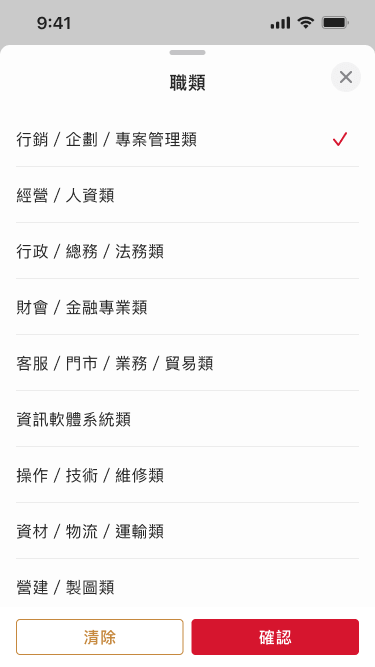 9:41
職類
行銷 / 企劃 / 專案管理類
經營 / 人資類
行政 / 總務 / 法務類
財會 / 金融專業類
客服 / 門市 / 業務 / 貿易類
資訊軟體系統類
操作 / 技術 / 維修類
資材 / 物流 / 運輸類
營建 / 製圖類
清除
確認